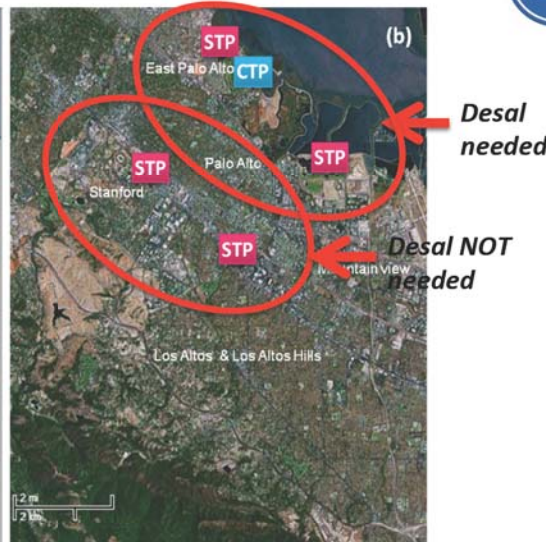 (b)
STP
East Palo Alto
CTP
Desal
needed
STP
Palo Alto
STP
Stanford
STP
Desal NOT
needed
Mountain view
Los Altos & Los Altos Hills
2 mi
2 km